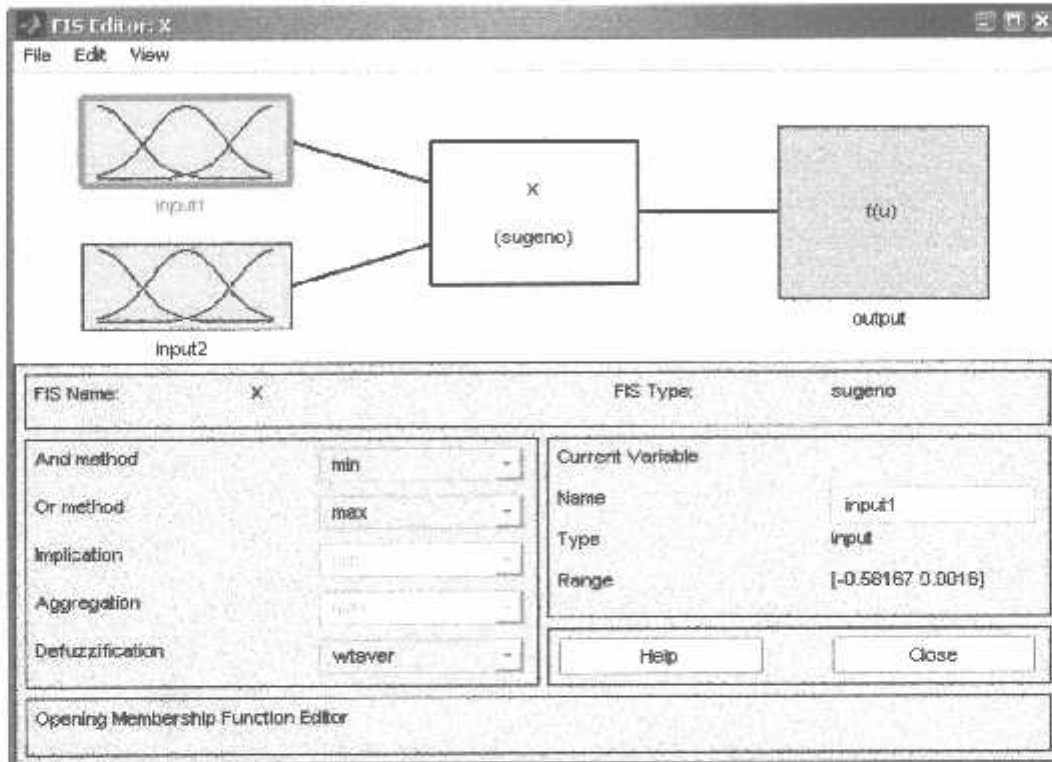 FIS Editor: X
File Edit View
input1
X
(sugeno)
f(u)
output
input2
FIS Name: X FIS Type: sugeno
And method min
Or method max
Implication
Aggregation
Defuzzification wtaver
Current Variable
Name input1
Type input
Range [-0.58167 0.0016]
Help Close
Opening Membership Function Editor